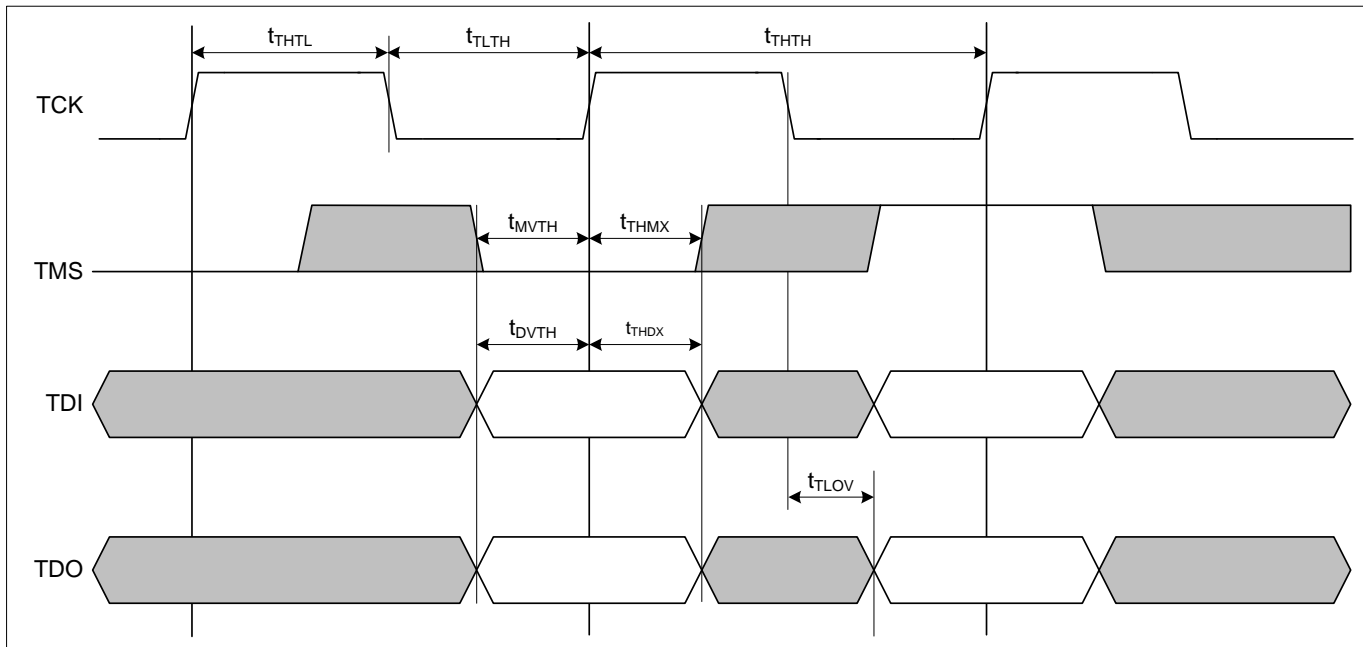 tTHTL tTLTH tTHTH
TCK
tMVTH tTHMX
TMS
tDVTH tTHDX
TDI
tTLOV
TDO